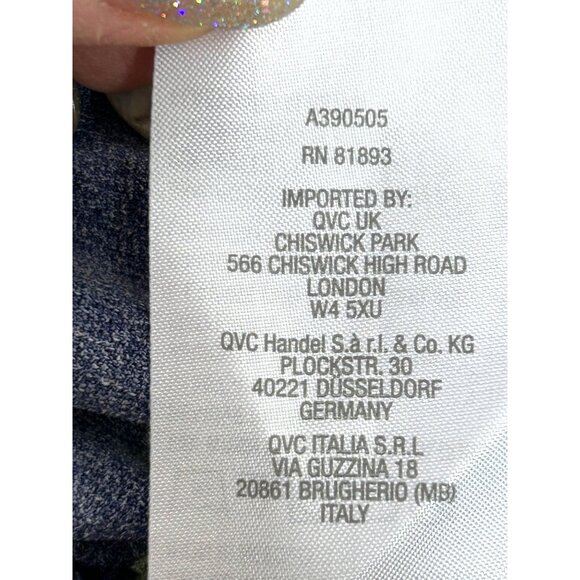 A390505
RN 81893
IMPORTED BY:
QVC UK
CHISWICK PARK
566 CHISWICK HIGH ROAD
LONDON
W4 5XU
QVC Handel S.à r.l. & Co. KG
PLOCKSTR. 30
40221 DÜSSELDORF
GERMANY
QVC ITALIA S.R.L
VIA GUZZINA 18
20861 BRUGHERIO (MB)
ITALY